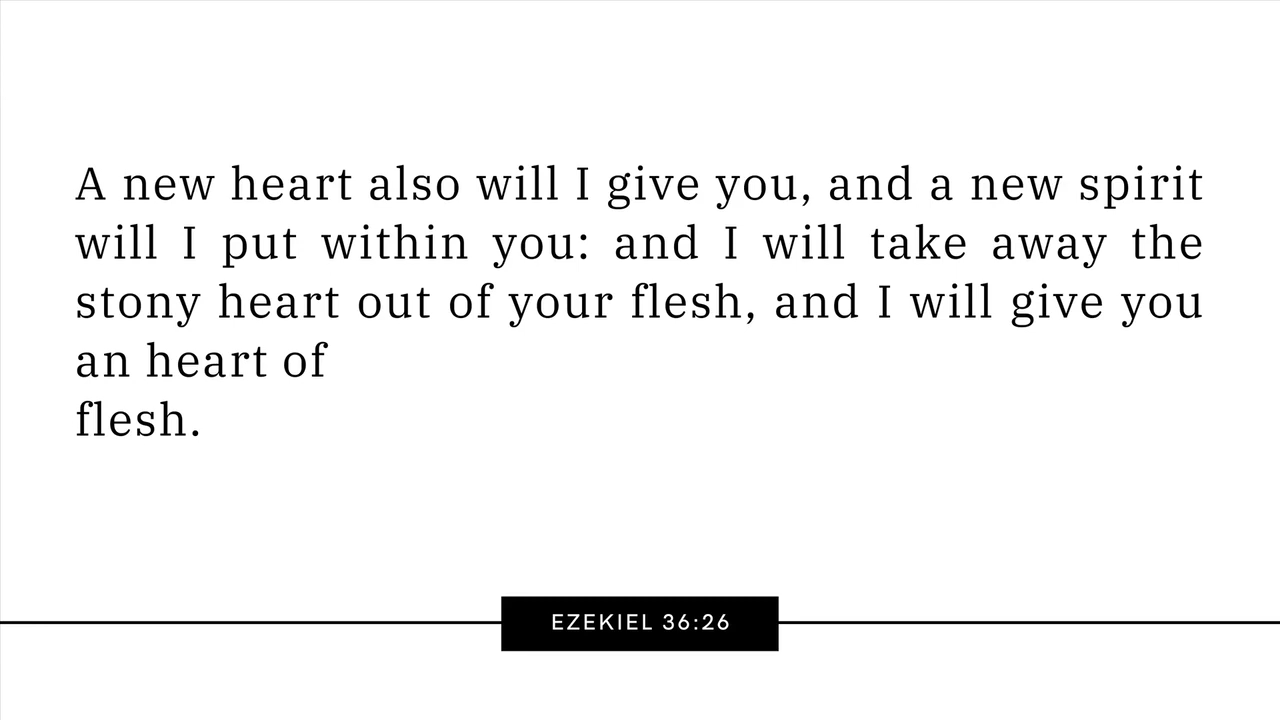 A new heart also will I give you, and a new spirit
will I put within you: and I will take away the
stony heart out of your flesh, and I will give you
an heart of
flesh.
EZEKIEL 36:26